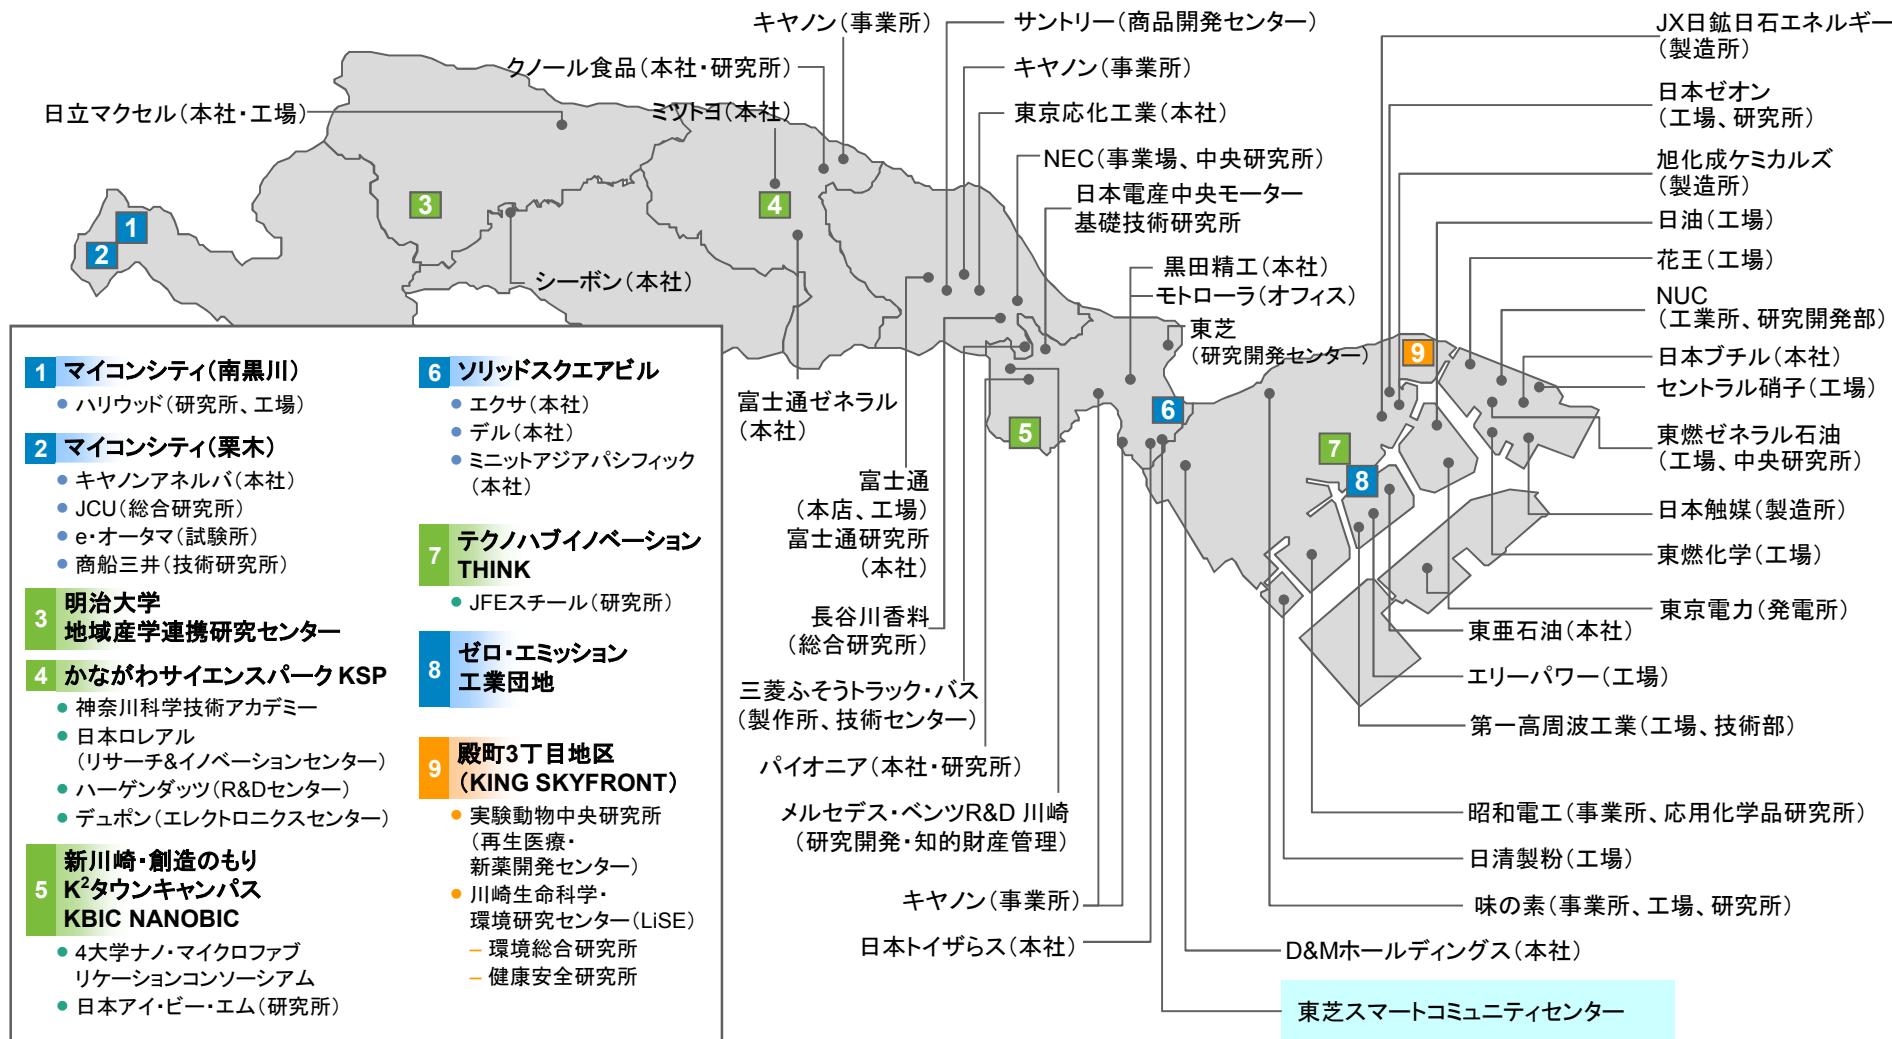 キヤノン（事業所）
サントリー（商品開発センター）
JX日鉱日石エネルギー
（製造所）
クノール食品（本社・研究所）
キヤノン（事業所）
日本ゼオン
（工場、研究所）
日立マクセル（本社・工場）
ミツトヨ（本社）
東京応化工業（本社）
NEC（事業場、中央研究所）
旭化成ケミカルズ
（製造所）
日本電産中央モーター
基礎技術研究所
日油（工場）
シーボン（本社）
黒田精工（本社）
モトローラ（オフィス）
花王（工場）
NUC
（工業所、研究開発部）
東芝
（研究開発センター）
日本ブチル（本社）
セントラル硝子（工場）
富士通ゼネラル
（本社）
東燃ゼネラル石油
（工場、中央研究所）
富士通
（本店、工場）
富士通研究所
（本社）
日本触媒（製造所）
東燃化学（工場）
東京電力（発電所）
長谷川香料
（総合研究所）
東亜石油（本社）
エリーパワー（工場）
三菱ふそうトラック・バス
（製作所、技術センター）
第一高周波工業（工場、技術部）
パイオニア（本社・研究所）
メルセデス・ベンツR&D 川崎
（研究開発・知的財産管理）
昭和電工（事業所、応用化学品研究所）
日清製粉（工場）
キヤノン（事業所）
味の素（事業所、工場、研究所）
日本トイザらス（本社）
D&Mホールディングス（本社）
東芝スマートコミュニティセンター
1
2
3
4
5
6
7
8
9
1 マイコンシティ（南黒川）
ハリウッド（研究所、工場）
2 マイコンシティ（栗木）
キヤノンアネルバ（本社）
JCU（総合研究所）
e・オータマ（試験所）
商船三井（技術研究所）
3 明治大学
地域産学連携研究センター
4 かながわサイエンスパーク KSP
神奈川科学技術アカデミー
日本ロレアル
（リサーチ&イノベーションセンター）
ハーゲンダッツ（R&Dセンター）
デュポン（エレクトロニクスセンター）
5 新川崎・創造のもり
K²タウンキャンパス
KBIC NANOBIC
4大学ナノ・マイクロファブ
リケーションコンソーシアム
日本アイ・ビー・エム（研究所）
6 ソリッドスクエアビル
エクサ（本社）
デル（本社）
ミニットアジアパシフィック
（本社）
7 テクノハブイノベーション
THINK
JFEスチール（研究所）
8 ゼロ・エミッション
工業団地
9 殿町3丁目地区
（KING SKYFRONT）
実験動物中央研究所
（再生医療・
新薬開発センター）
川崎生命科学・
環境研究センター（LiSE）
– 環境総合研究所
– 健康安全研究所